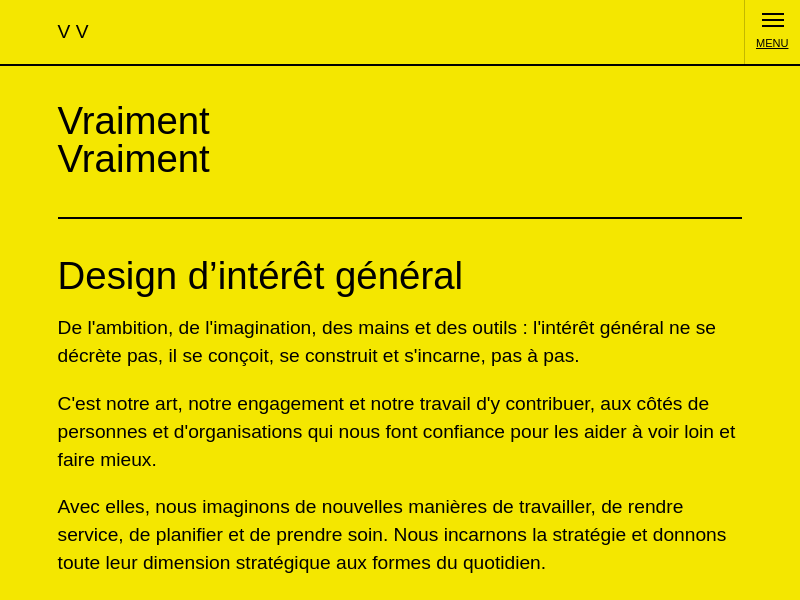 V V
MENU
Vraiment
Vraiment
Design d’intérêt général
De l'ambition, de l'imagination, des mains et des outils : l'intérêt général ne se
décrète pas, il se conçoit, se construit et s'incarne, pas à pas.
C'est notre art, notre engagement et notre travail d'y contribuer, aux côtés de
personnes et d'organisations qui nous font confiance pour les aider à voir loin et
faire mieux.
Avec elles, nous imaginons de nouvelles manières de travailler, de rendre
service, de planifier et de prendre soin. Nous incarnons la stratégie et donnons
toute leur dimension stratégique aux formes du quotidien.